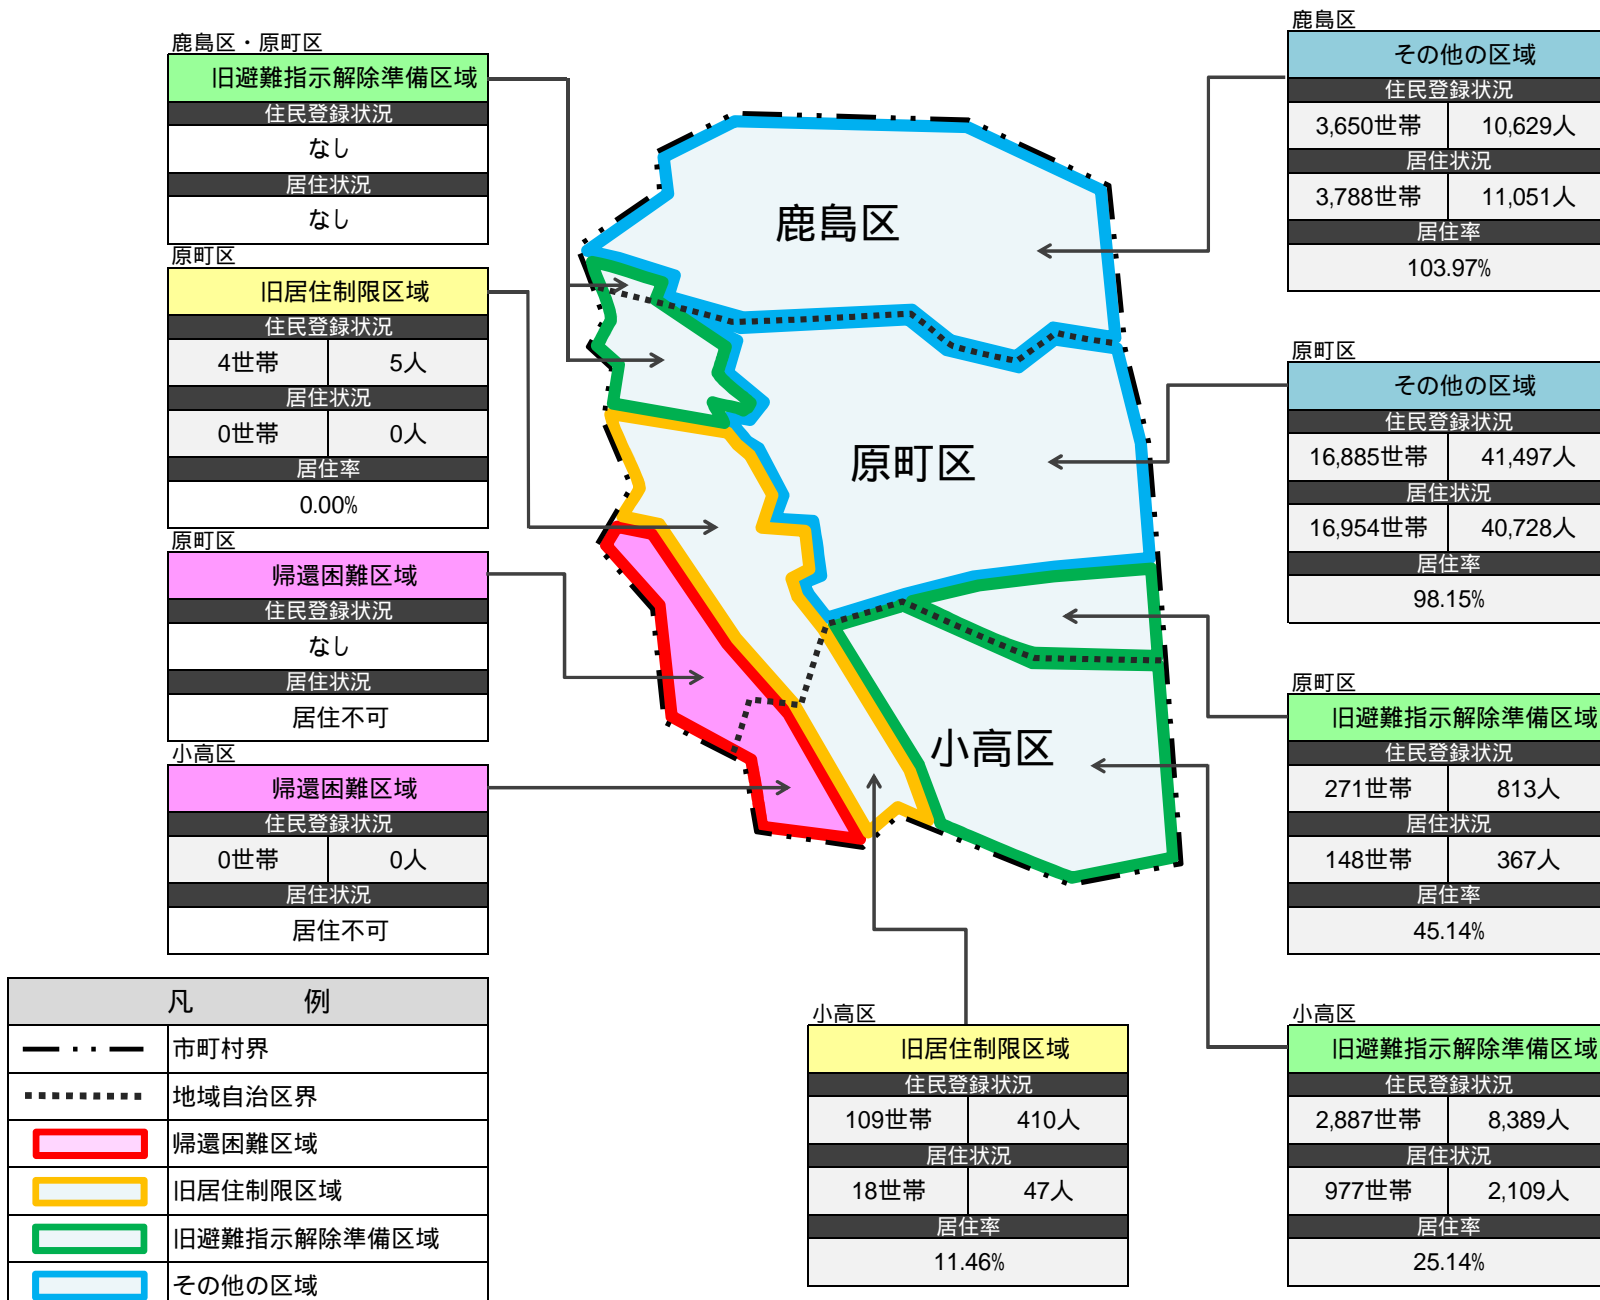 鹿島区・原町区
旧避難指示解除準備区域
住民登録状況
なし
居住状況
なし
原町区
旧居住制限区域
住民登録状況
4世帯 5人
居住状況
0世帯 0人
居住率
0.00%
原町区
帰還困難区域
住民登録状況
なし
居住状況
居住不可
小高区
帰還困難区域
住民登録状況
0世帯 0人
居住状況
居住不可
凡 例
市町村界
地域自治区界
帰還困難区域
旧居住制限区域
旧避難指示解除準備区域
その他の区域
鹿島区
原町区
小高区
小高区
旧居住制限区域
住民登録状況
109世帯 410人
居住状況
18世帯 47人
居住率
11.46%
鹿島区
その他の区域
住民登録状況
3,650世帯 10,629人
居住状況
3,788世帯 11,051人
居住率
103.97%
原町区
その他の区域
住民登録状況
16,885世帯 41,497人
居住状況
16,954世帯 40,728人
居住率
98.15%
原町区
旧避難指示解除準備区域
住民登録状況
271世帯 813人
居住状況
148世帯 367人
居住率
45.14%
小高区
旧避難指示解除準備区域
住民登録状況
2,887世帯 8,389人
居住状況
977世帯 2,109人
居住率
25.14%